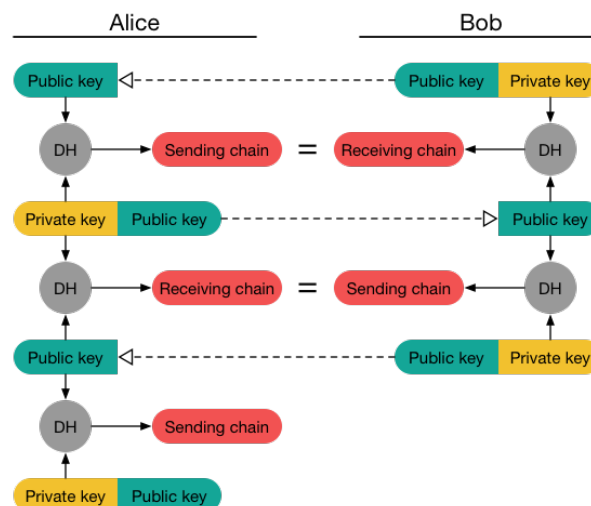 Alice Bob
Public key Public key Private key
DH Sending chain = Receiving chain DH
Private key Public key Public key
DH Receiving chain = Sending chain DH
Public key Public key Private key
DH Sending chain
Private key Public key